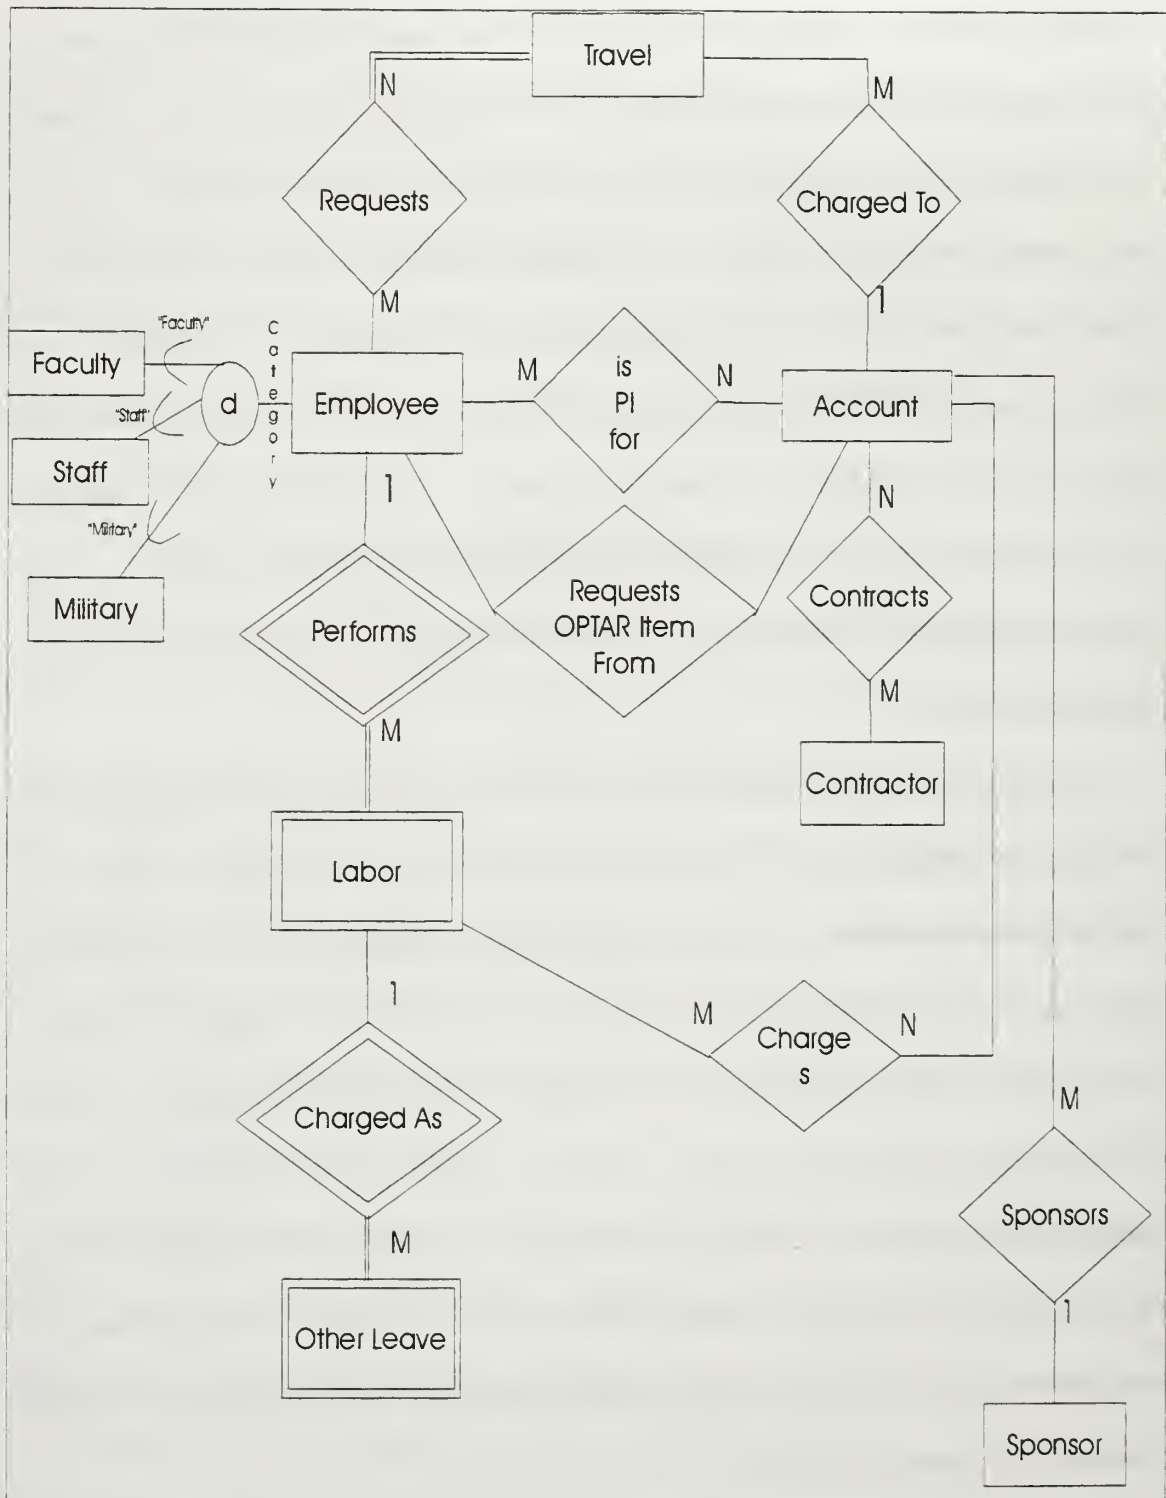 Travel
N
M
Requests
Charged To
M
1
"Faculty"
Category
Faculty
d
Employee
M
is
PI
for
N
Account
"Staff"
Staff
1
N
"Military"
Military
Performs
Requests
OPTAR Item
From
Contracts
M
M
Contractor
Labor
1
M
Charge
s
N
Charged As
M
M
Sponsors
Other Leave
1
Sponsor